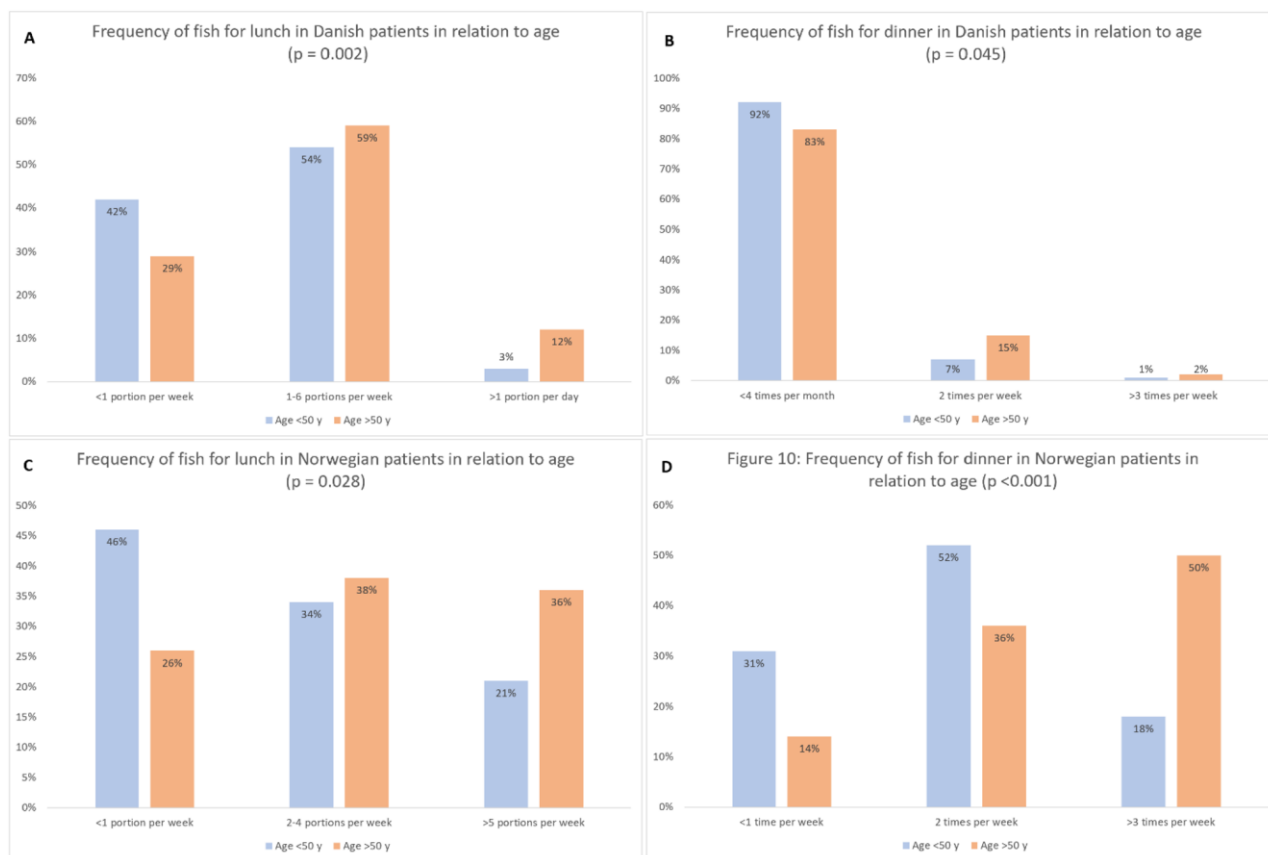 A
Frequency of fish for lunch in Danish patients in relation to age
(p = 0.002)
70%
60%
50%
40%
30%
20%
10%
0%
42%
29%
54%
59%
3%
12%
<1 portion per week
1-6 portions per week
>1 portion per day
Age <50 y
Age >50 y
B
Frequency of fish for dinner in Danish patients in relation to age
(p = 0.045)
100%
90%
80%
70%
60%
50%
40%
30%
20%
10%
0%
92%
83%
7%
15%
1%
2%
<4 times per month
2 times per week
>3 times per week
Age <50 y
Age >50 y
C
Frequency of fish for lunch in Norwegian patients in relation to age
(p = 0.028)
50%
45%
40%
35%
30%
25%
20%
15%
10%
5%
0%
46%
26%
34%
38%
21%
36%
<1 portion per week
2-4 portions per week
>5 portions per week
Age <50 y
Age >50 y
D
Figure 10: Frequency of fish for dinner in Norwegian patients in
relation to age (p <0.001)
60%
50%
40%
30%
20%
10%
0%
31%
14%
52%
36%
18%
50%
<1 time per week
2 times per week
>3 times per week
Age <50 y
Age >50 y